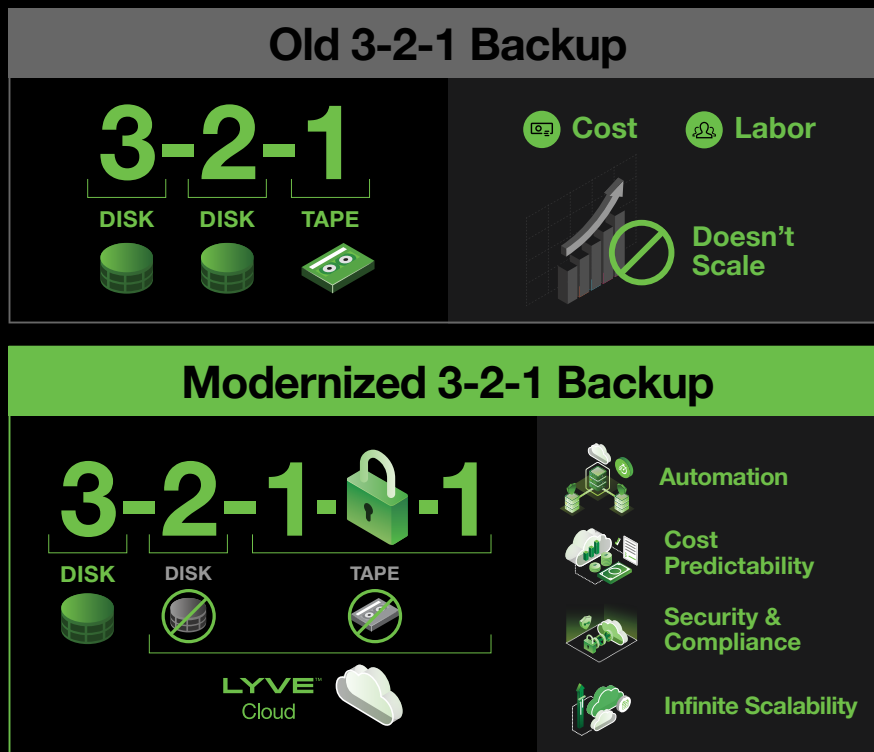 Old 3-2-1 Backup
3-2-1
DISK DISK TAPE
Cost Labor
Doesn't
Scale
Modernized 3-2-1 Backup
3-2-1- -1
DISK DISK TAPE
LYVE™
Cloud
Automation
Cost
Predictability
Security &
Compliance
Infinite Scalability